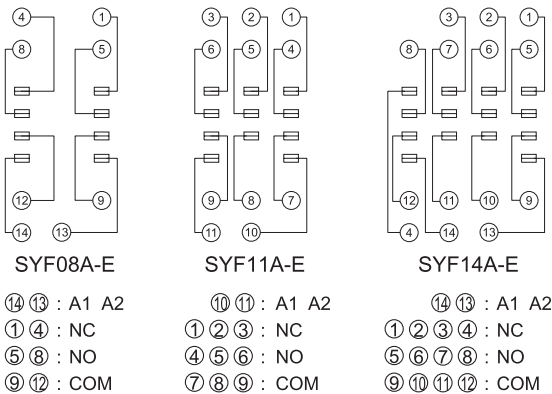 ④ ① ③ ② ① ③ ② ①
⑧ ⑤ ⑥ ⑤ ④ ⑧ ⑦ ⑥ ⑤
⑫ ⑨ ⑨ ⑧ ⑦ ⑫ ⑪ ⑩ ⑨
⑭ ⑬ ⑪ ⑩ ④ ⑭ ⑬
SYF08A-E SYF11A-E SYF14A-E
⑭ ⑬ : A1 A2 ⑩ ⑪ : A1 A2 ⑭ ⑬ : A1 A2
① ④ : NC ① ② ③ : NC ① ② ③ ④ : NC
⑤ ⑧ : NO ④ ⑤ ⑥ : NO ⑤ ⑥ ⑦ ⑧ : NO
⑨ ⑫ : COM ⑦ ⑧ ⑨ : COM ⑨ ⑩ ⑪ ⑫ : COM